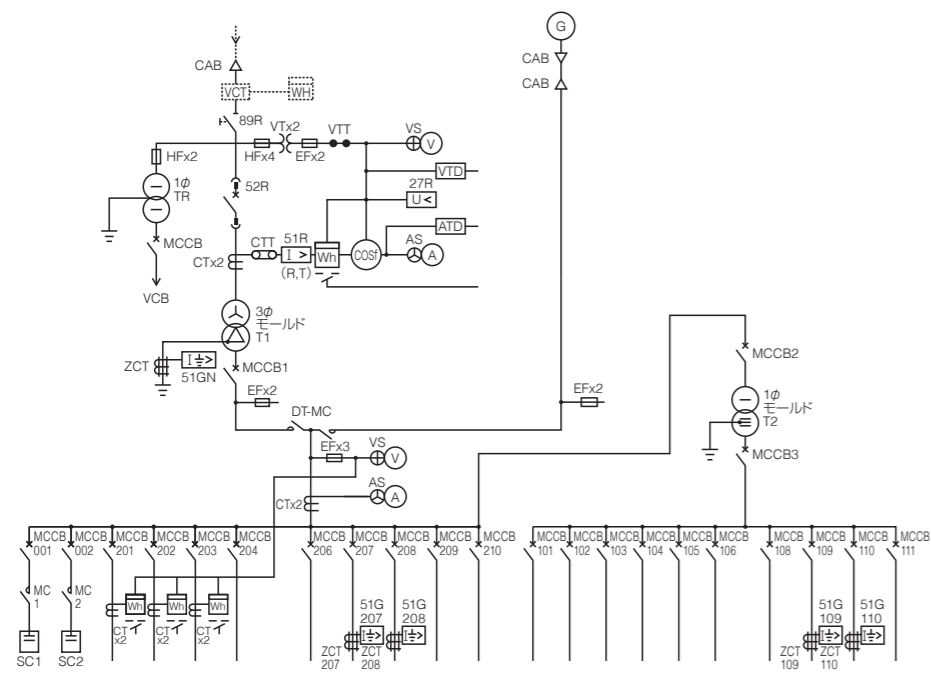 G
CAB
CAB
CAB
VCT
WH
89R
VTx2
VTT
VS
V
HFx2
HFx4
EFx2
VTD
27R
U<
1φ
TR
52R
ATD
CTT
51R
I >
(R,T)
Wh
COSf
AS
A
MCCB
CTx2
VCB
3φ
モールド
T1
ZCT
I⏚>
51GN
MCCB1
EFx2
EFx2
MCCB2
1φ
モールド
T2
MCCB3
DT-MC
EFx3
VS
V
AS
A
CTx2
MCCB
001
MCCB
002
MCCB
201
MCCB
202
MCCB
203
MCCB
204
MCCB
206
MCCB
207
MCCB
208
MCCB
209
MCCB
210
MCCB
101
MCCB
102
MCCB
103
MCCB
104
MCCB
105
MCCB
106
MCCB
108
MCCB
109
MCCB
110
MCCB
111
MC
1
MC
2
Wh
Wh
Wh
CT
x2
CT
x2
CT
x2
SC1
SC2
51G
207
I⏚>
51G
208
I⏚>
ZCT
207
ZCT
208
51G
109
I⏚>
51G
110
I⏚>
ZCT
109
ZCT
110